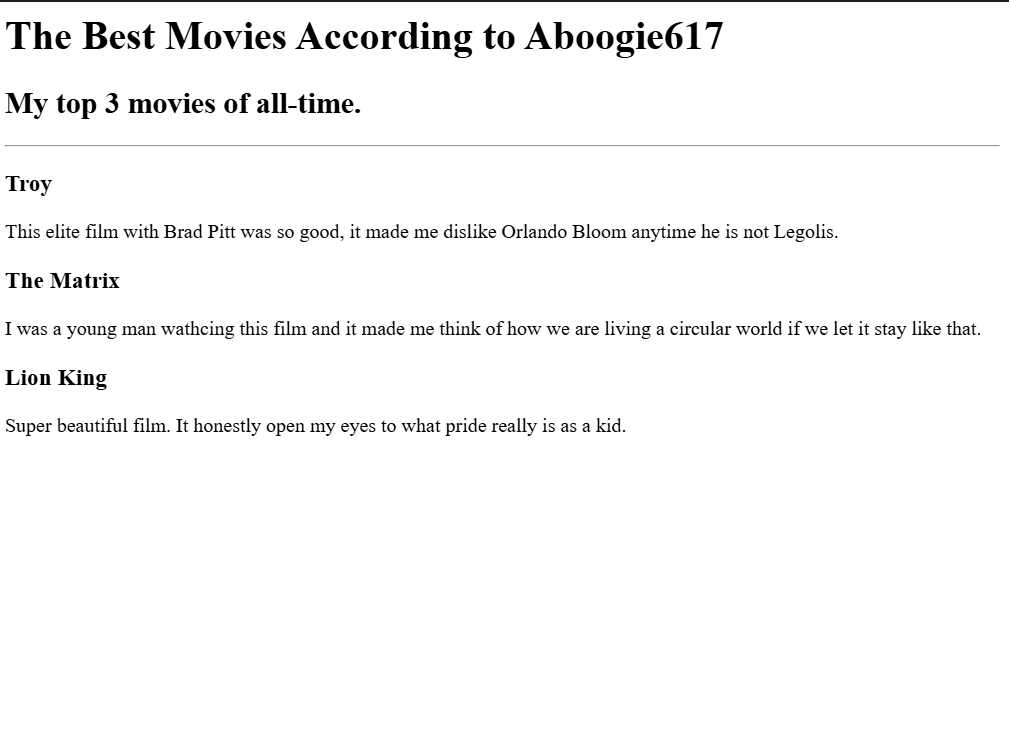 The Best Movies According to Aboogie617
My top 3 movies of all-time.
Troy
This elite film with Brad Pitt was so good, it made me dislike Orlando Bloom anytime he is not Legolis.
The Matrix
I was a young man wathcing this film and it made me think of how we are living a circular world if we let it stay like that.
Lion King
Super beautiful film. It honestly open my eyes to what pride really is as a kid.